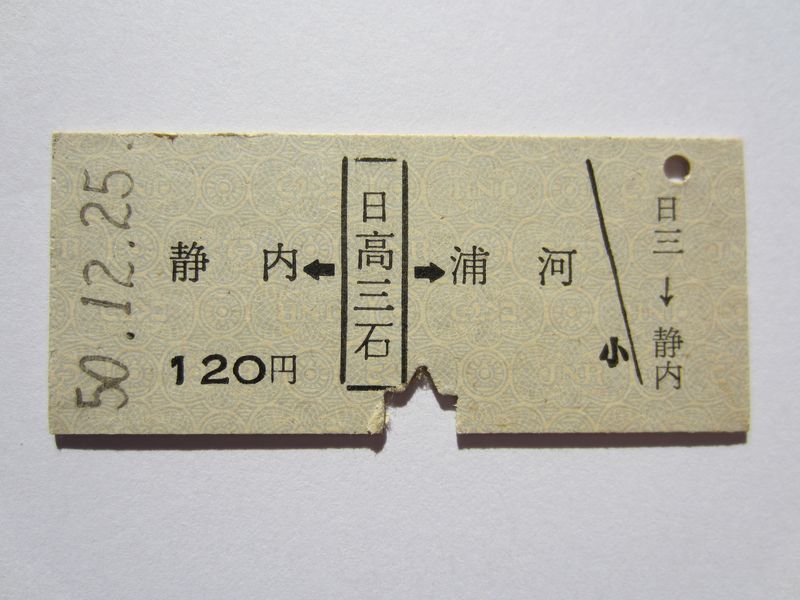 50.12.25.
静内
120円
日高三石
浦河
小
日三→静内